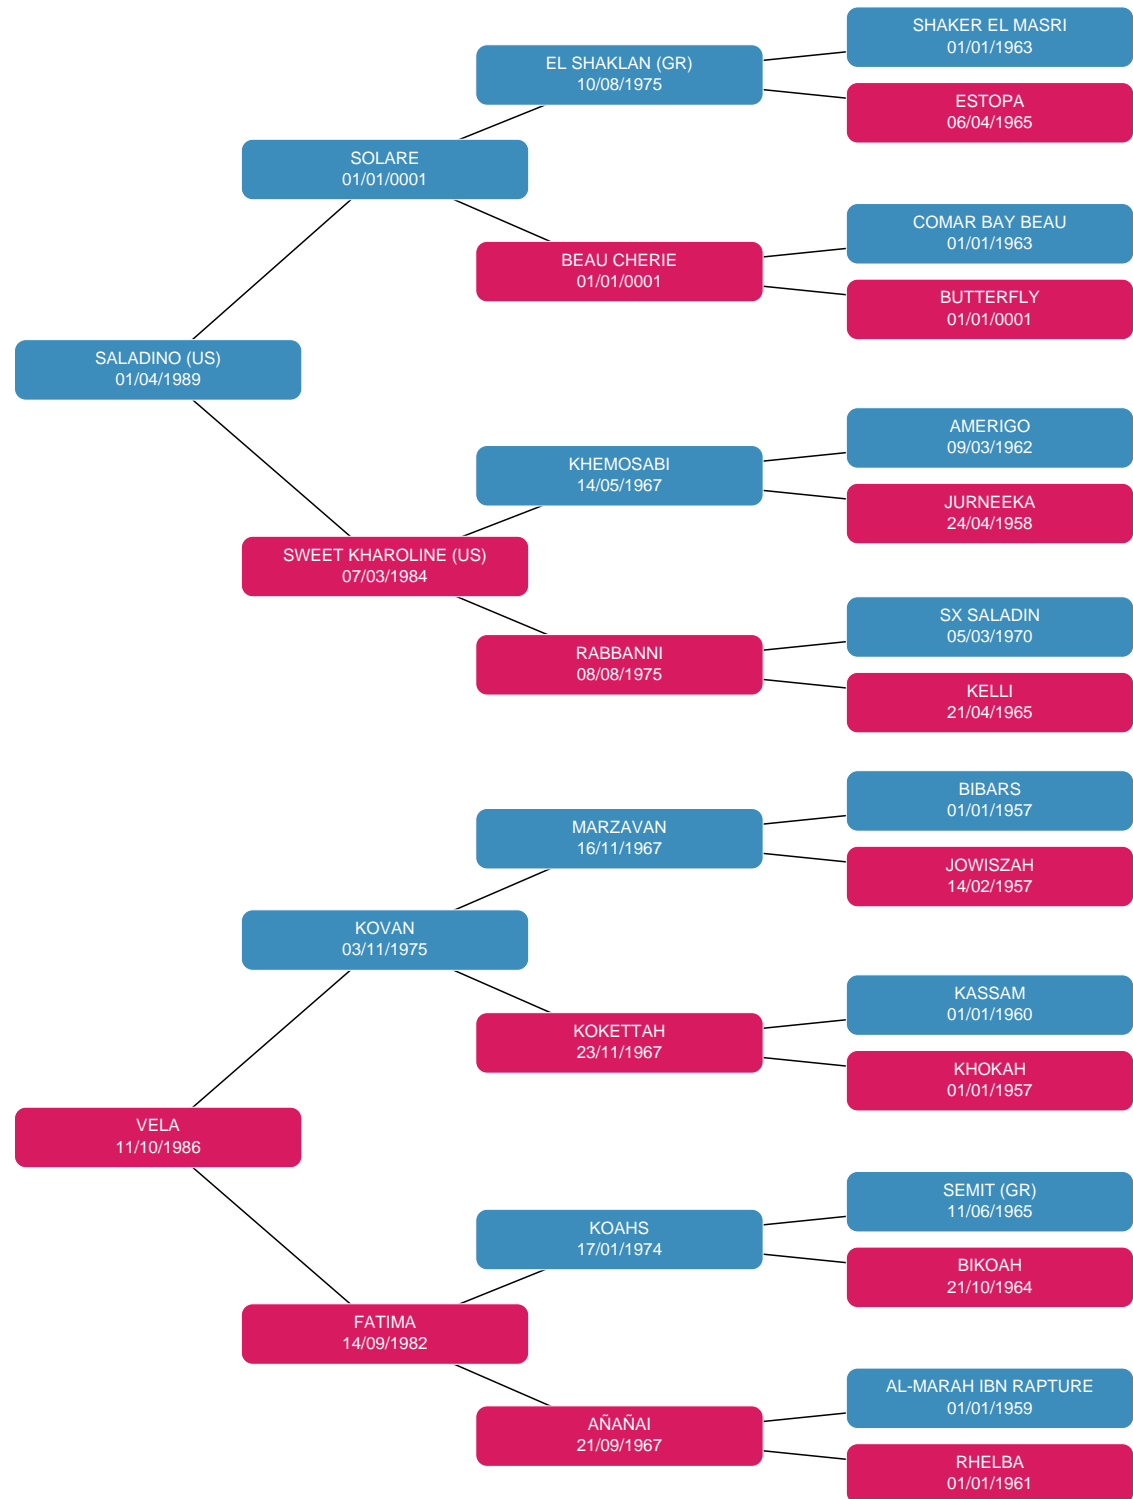 SHAKER EL MASRI
01/01/1963
EL SHAKLAN (GR)
10/08/1975
ESTOPA
06/04/1965
SOLARE
01/01/0001
COMAR BAY BEAU
01/01/1963
BEAU CHERIE
01/01/0001
BUTTERFLY
01/01/0001
SALADINO (US)
01/04/1989
AMERIGO
09/03/1962
KHEMOSABI
14/05/1967
JURNEEKA
24/04/1958
SWEET KHAROLINE (US)
07/03/1984
SX SALADIN
05/03/1970
RABBANNI
08/08/1975
KELLI
21/04/1965
BIBARS
01/01/1957
MARZAVAN
16/11/1967
JOWISZAH
14/02/1957
KOVAN
03/11/1975
KASSAM
01/01/1960
KOKETTAH
23/11/1967
KHOKAH
01/01/1957
VELA
11/10/1986
SEMIT (GR)
11/06/1965
KOAHS
17/01/1974
BIKOAH
21/10/1964
FATIMA
14/09/1982
AL-MARAH IBN RAPTURE
01/01/1959
AÑAÑAI
21/09/1967
RHELBA
01/01/1961